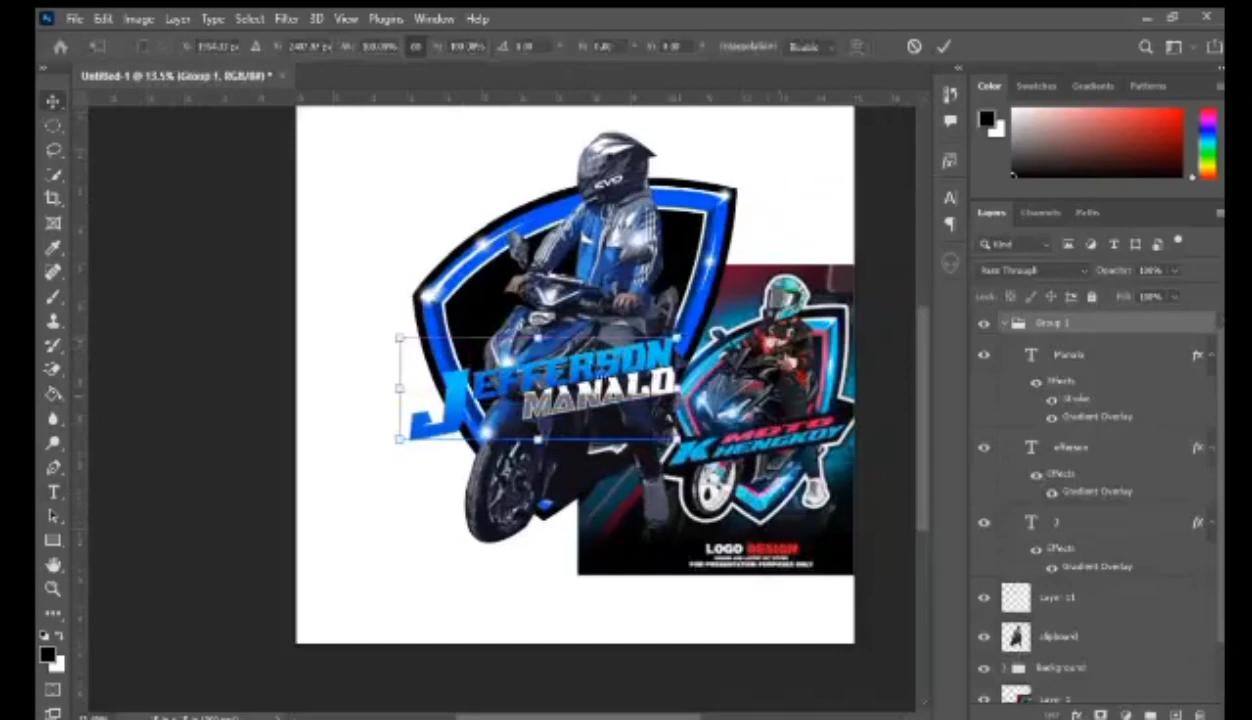 File Edit Image Layer Type Select Filter 3D View Plugins Window Help
Untitled-1 @ 13.5% (Group 1, RGB/8#) *
Color Swatches Gradients Patterns
EVO
JEFFERSON
MANALO
MOTO
KHENGKOY
LOGO DESIGN
FOR PRESENTATION PURPOSES ONLY
Layers Channels Paths
Kind
Pass Through Opacity: 100%
Lock: Fill: 100%
Group 1
Manalo fx
Effects
Stroke
Gradient Overlay
efferson fx
Effects
Gradient Overlay
J fx
Effects
Gradient Overlay
Layer 11
clipboard
Background